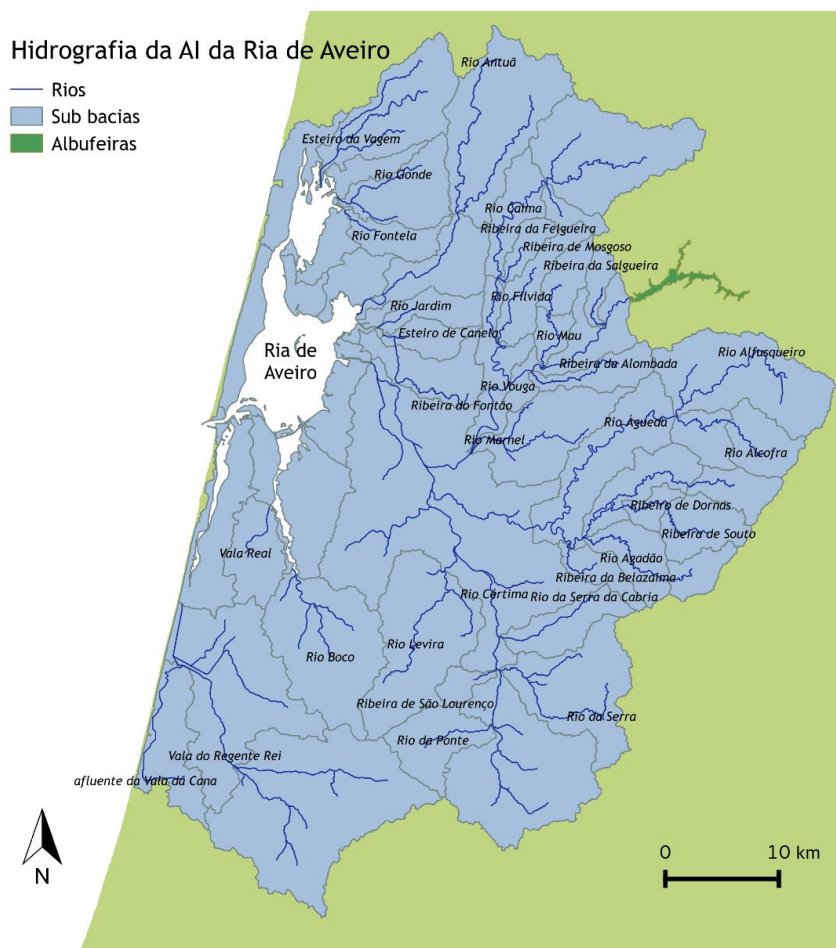 Hidrografia da AI da Ria de Aveiro
Rios
Sub bacias
Albufeiras
Rio Antuã
Esteiro da Vagem
Rio Gonde
Rio Caima
Ribeira da Felgueira
Rio Fontela
Ribeira de Mosgoso
Ribeira da Salgueira
Rio Fílvida
Rio Jardim
Esteiro de Canela
Rio Mau
Ria de
Aveiro
Rio Alfusqueiro
Ribeira da Alombada
Rio Vouga
Ribeira do Fontão
Rio Águeda
Rio Marnel
Rio Alcofra
Ribeiro de Dornas
Ribeira de Souto
Vala Real
Rio Agadão
Ribeira da Belazaima
Rio Cértima
Rio da Serra da Cabria
Rio Levira
Rio Boco
Ribeira de São Lourenço
Rio da Serra
Rio da Ponte
Vala do Regente Rei
afluente da Vala da Cana
N
0 10 km